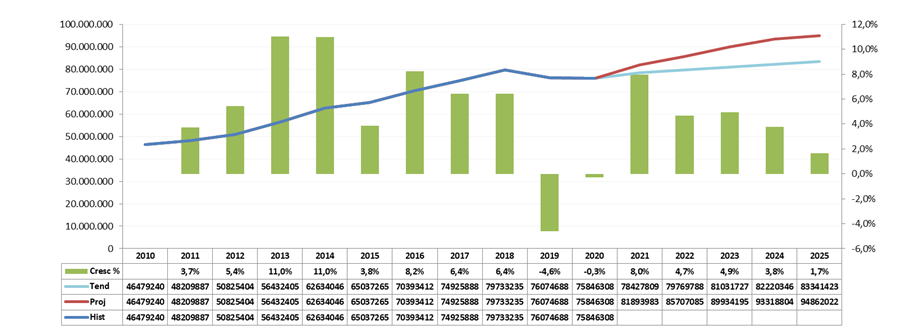 100.000.000 12,0%
90.000.000 10,0%
80.000.000 8,0%
70.000.000 6,0%
60.000.000 4,0%
50.000.000 2,0%
40.000.000 0,0%
30.000.000 -2,0%
20.000.000 -4,0%
10.000.000 -6,0%
0
2010 2011 2012 2013 2014 2015 2016 2017 2018 2019 2020 2021 2022 2023 2024 2025
Cresc % 3,7% 5,4% 11,0% 11,0% 3,8% 8,2% 6,4% 6,4% -4,6% -0,3% 8,0% 4,7% 4,9% 3,8% 1,7%
Tend 46479240 48209887 50825404 56432405 62634046 65037265 70393412 74925888 79733235 76074688 75846308 78427809 79769788 81031727 82220346 83341423
Proj 46479240 48209887 50825404 56432405 62634046 65037265 70393412 74925888 79733235 76074688 75846308 81893983 85707085 89934195 93318804 94862022
Hist 46479240 48209887 50825404 56432405 62634046 65037265 70393412 74925888 79733235 76074688 75846308